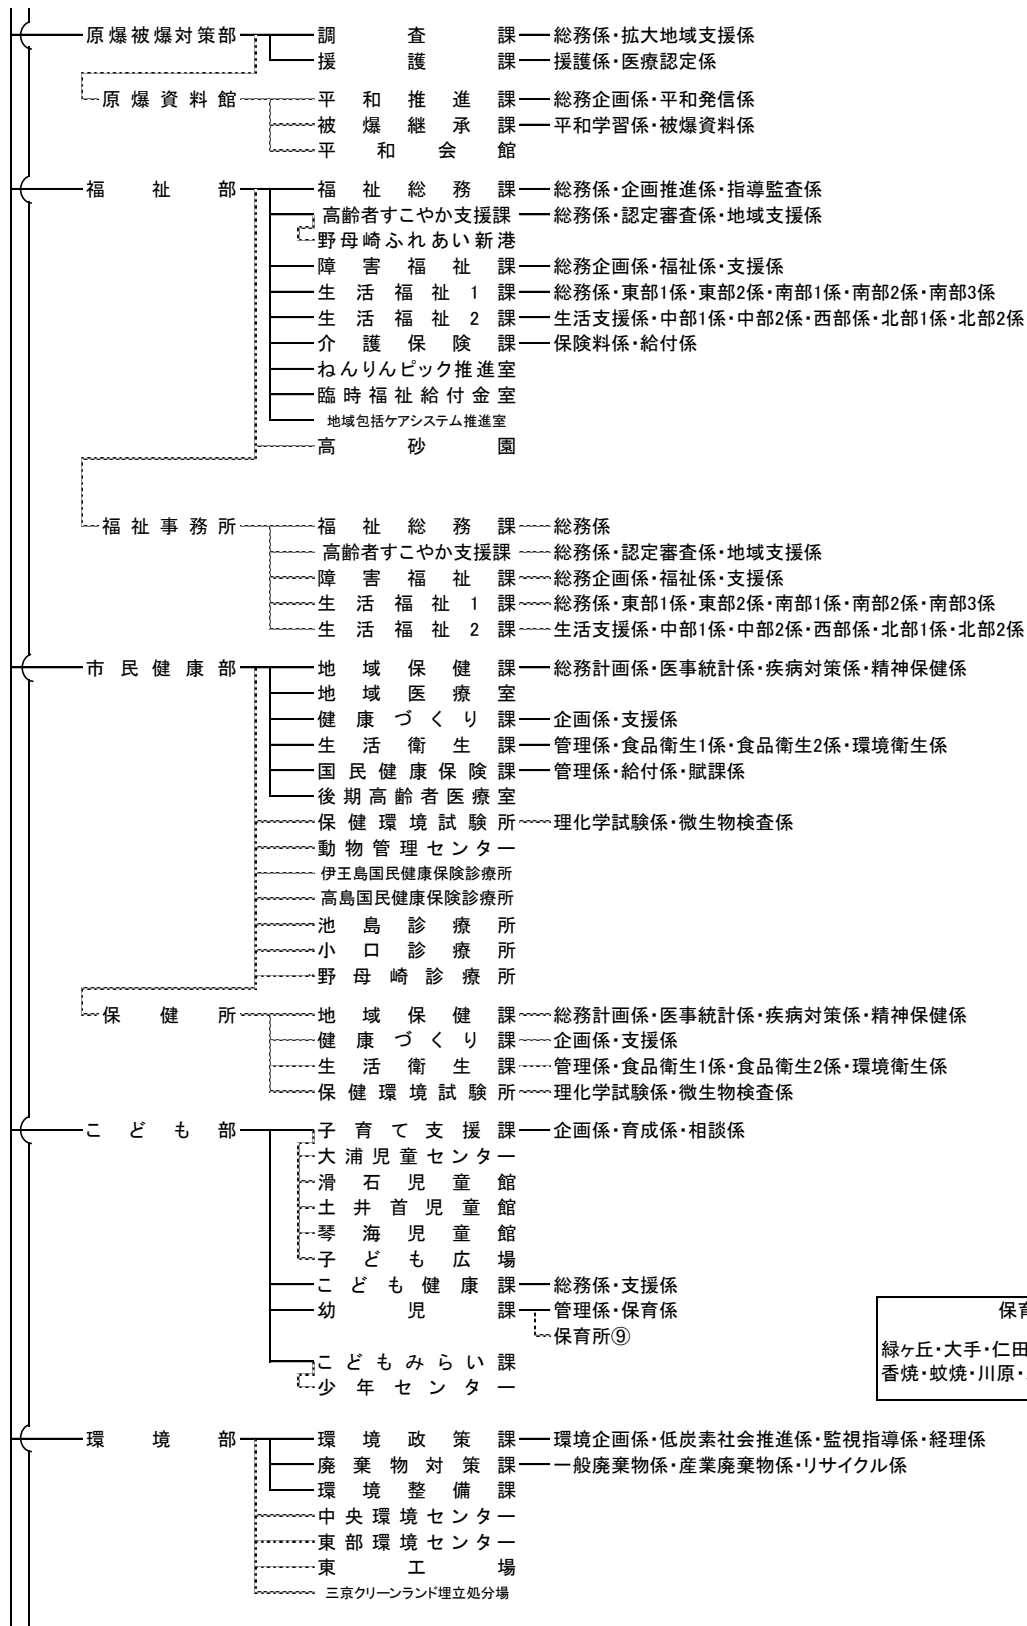 原爆被爆対策部 調査課 総務係・拡大地域支援係
援護課 援護係・医療認定係
原爆資料館 平和推進課 総務企画係・平和発信係
被爆継承課 平和学習係・被爆資料係
平和会館
福祉部 福祉総務課 総務係・企画推進係・指導監査係
高齢者すこやか支援課 総務係・認定審査係・地域支援係
野母崎ふれあい新港
障害福祉課 総務企画係・福祉係・支援係
生活福祉1課 総務係・東部1係・東部2係・南部1係・南部2係・南部3係
生活福祉2課 生活支援係・中部1係・中部2係・西部係・北部1係・北部2係
介護保険課 保険料係・給付係
ねんりんピック推進室
臨時福祉給付金室
地域包括ケアシステム推進室
高砂園
福祉事務所 福祉総務課 総務係
高齢者すこやか支援課 総務係・認定審査係・地域支援係
障害福祉課 総務企画係・福祉係・支援係
生活福祉1課 総務係・東部1係・東部2係・南部1係・南部2係・南部3係
生活福祉2課 生活支援係・中部1係・中部2係・西部係・北部1係・北部2係
市民健康部 地域保健課 総務計画係・医事統計係・疾病対策係・精神保健係
地域医療室
健康づくり課 企画係・支援係
生活衛生課 管理係・食品衛生1係・食品衛生2係・環境衛生係
国民健康保険課 管理係・給付係・賦課係
後期高齢者医療室
保健環境試験所 理化学試験係・微生物検査係
動物管理センター
伊王島国民健康保険診療所
高島国民健康保険診療所
池島診療所
小口診療所
野母崎診療所
保健所 地域保健課 総務計画係・医事統計係・疾病対策係・精神保健係
健康づくり課 企画係・支援係
生活衛生課 管理係・食品衛生1係・食品衛生2係・環境衛生係
保健環境試験所 理化学試験係・微生物検査係
こども部 子育て支援課 企画係・育成係・相談係
大浦児童センター
滑石児童館
土井首児童館
琴海児童館
子ども広場
こども健康課 総務係・支援係
幼児課 管理係・保育係
保育所⑨
保育
緑ヶ丘・大手・仁田
香焼・蚊焼・川原・
こどもみらい課
少年センター
環境部 環境政策課 環境企画係・低炭素社会推進係・監視指導係・経理係
廃棄物対策課 一般廃棄物係・産業廃棄物係・リサイクル係
環境整備課
中央環境センター
東部環境センター
東工場
三京クリーンランド埋立処分場